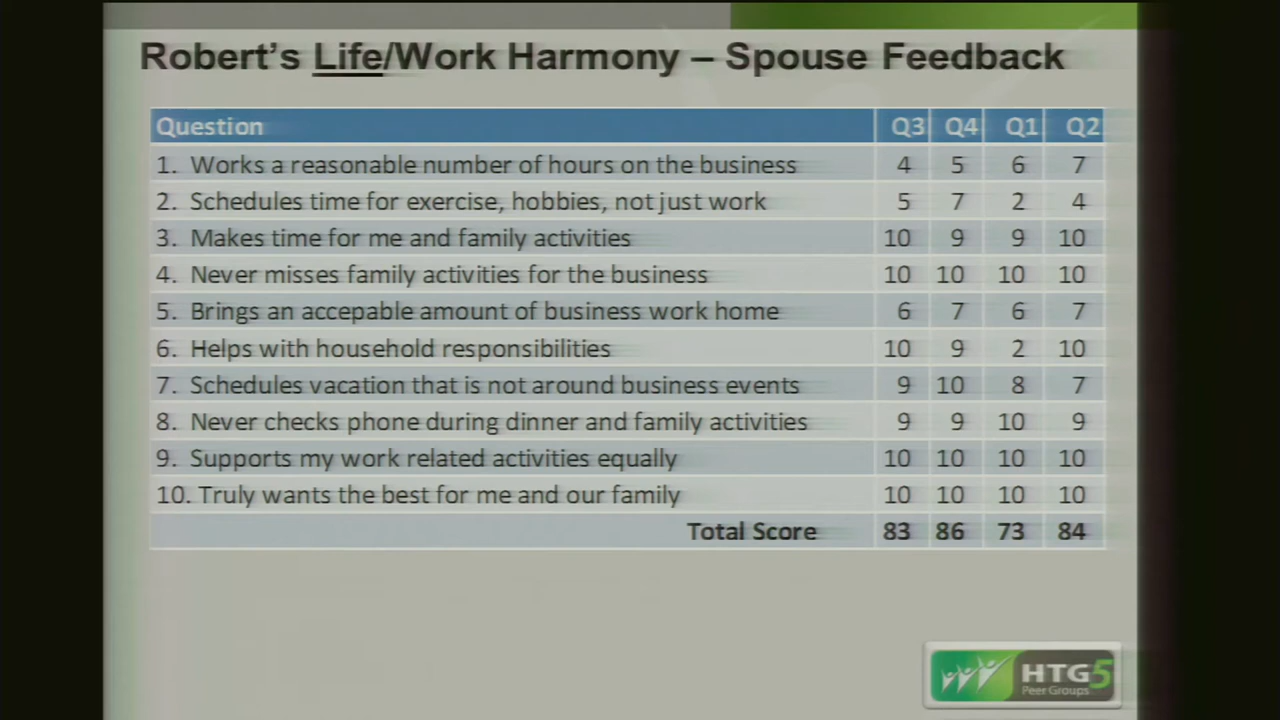 Robert's Life/Work Harmony – Spouse Feedback
Question Q3 Q4 Q1 Q2
1. Works a reasonable number of hours on the business 4 5 6 7
2. Schedules time for exercise, hobbies, not just work 5 7 2 4
3. Makes time for me and family activities 10 9 9 10
4. Never misses family activities for the business 10 10 10 10
5. Brings an accepable amount of business work home 6 7 6 7
6. Helps with household responsibilities 10 9 2 10
7. Schedules vacation that is not around business events 9 10 8 7
8. Never checks phone during dinner and family activities 9 9 10 9
9. Supports my work related activities equally 10 10 10 10
10. Truly wants the best for me and our family 10 10 10 10
Total Score 83 86 73 84
HTG5
Peer Groups